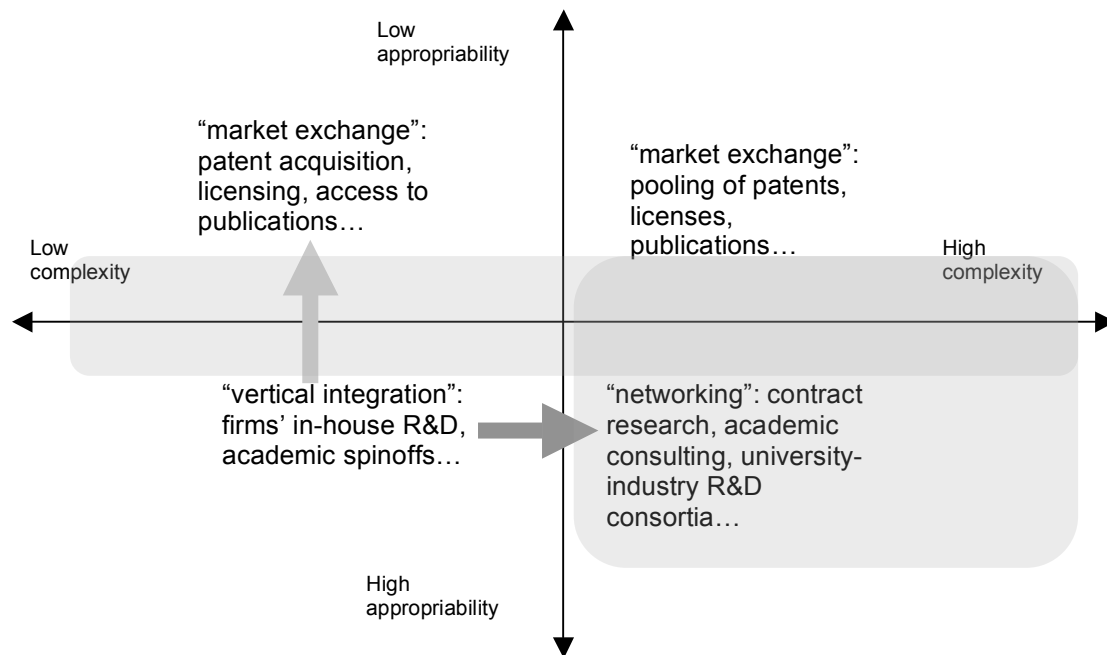 Low
appropriability
“market exchange”:
patent acquisition,
licensing, access to
publications…
“market exchange”:
pooling of patents,
licenses,
publications…
Low
complexity
High
complexity
“vertical integration”:
firms’ in-house R&D,
academic spinoffs…
“networking”: contract
research, academic
consulting, university-
industry R&D
consortia…
High
appropriability